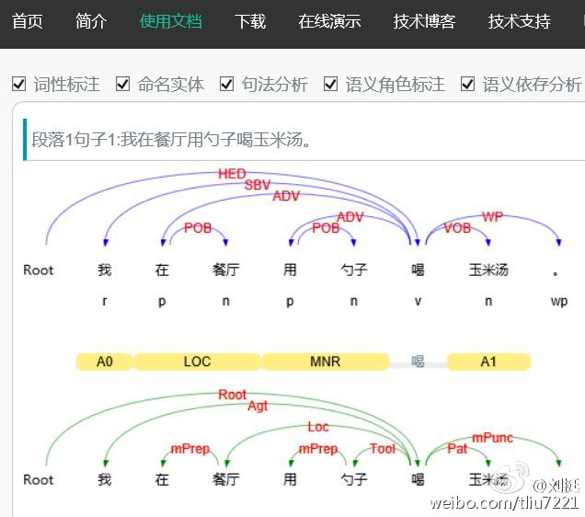 首页 简介 使用文档 下载 在线演示 技术博客 技术支持
词性标注 命名实体 句法分析 语义角色标注 语义依存分析
段落1句子1:我在餐厅用勺子喝玉米汤。
HED
SBV
ADV
ADV WP
POB POB VOB
Root 我 在 餐厅 用 勺子 喝 玉米汤 。
r p n p n v n wp
A0 LOC MNR 喝 A1
Root
Agt
Loc mPunc
mPrep mPrep Tool Pat
Root 我 在 餐厅 用 勺子 喝 玉米汤
@刘挺
weibo.com/tliu7221